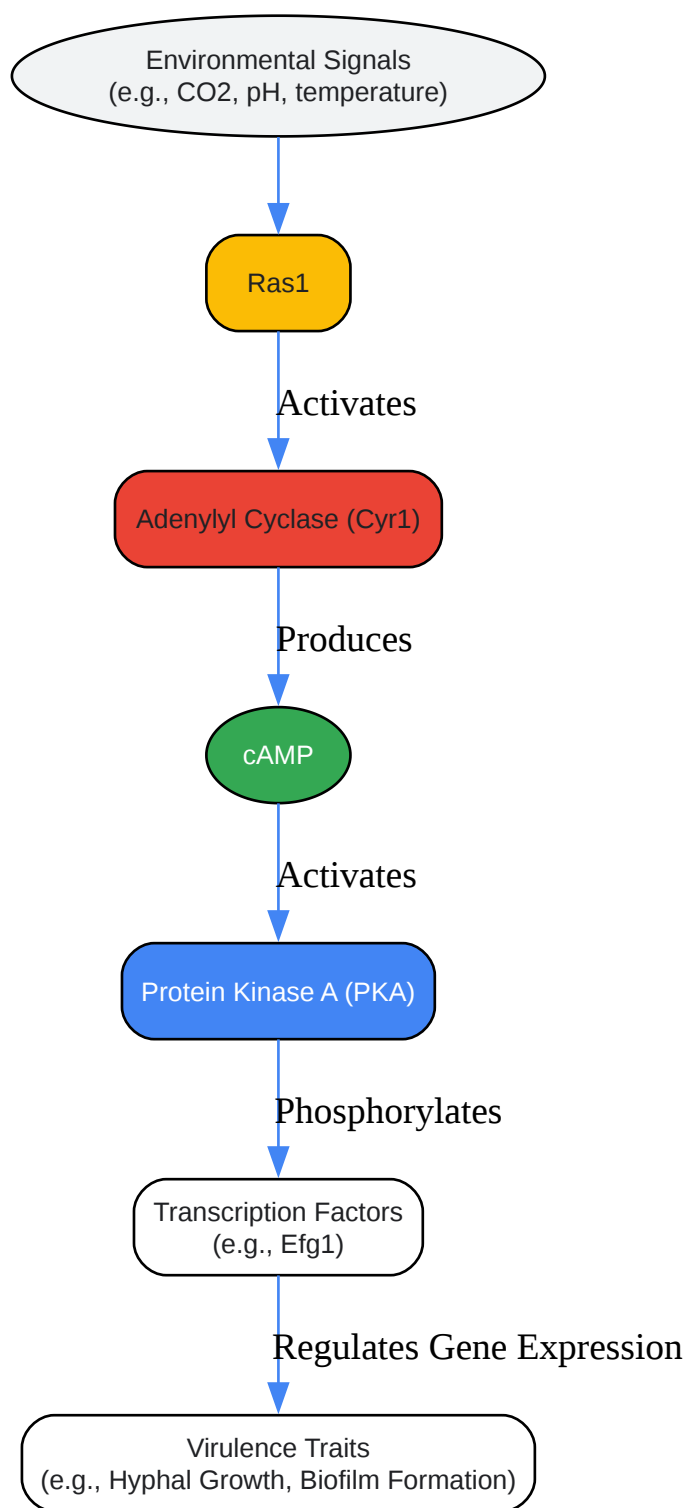 Environmental Signals
(e.g., CO2, pH, temperature)
Ras1
Activates
Adenylyl Cyclase (Cyr1)
Produces
cAMP
Activates
Protein Kinase A (PKA)
Phosphorylates
Transcription Factors
(e.g., Efg1)
Regulates Gene Expression
Virulence Traits
(e.g., Hyphal Growth, Biofilm Formation)